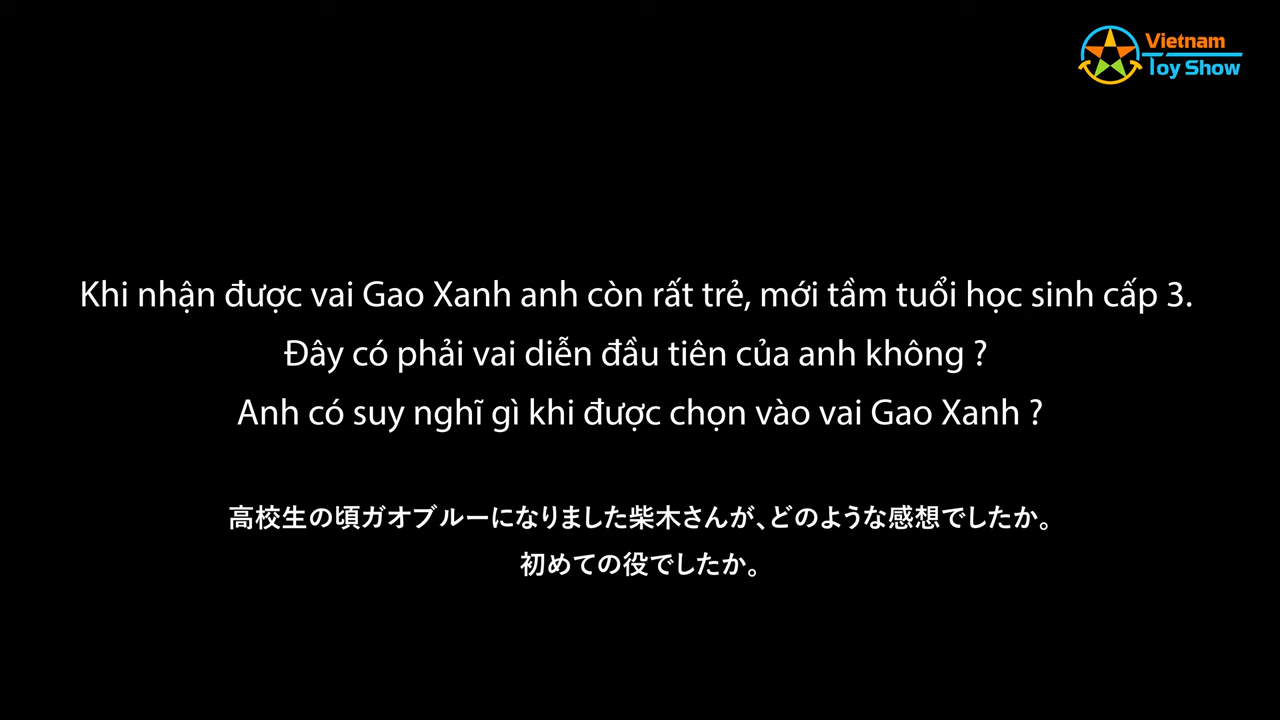 Vietnam
Toy Show
Khi nhận được vai Gao Xanh anh còn rất trẻ, mới tầm tuổi học sinh cấp 3.
Đây có phải vai diễn đầu tiên của anh không ?
Anh có suy nghĩ gì khi được chọn vào vai Gao Xanh ?
高校生の頃ガオブルーになりました柴木さんが、どのような感想でしたか。
初めての役でしたか。